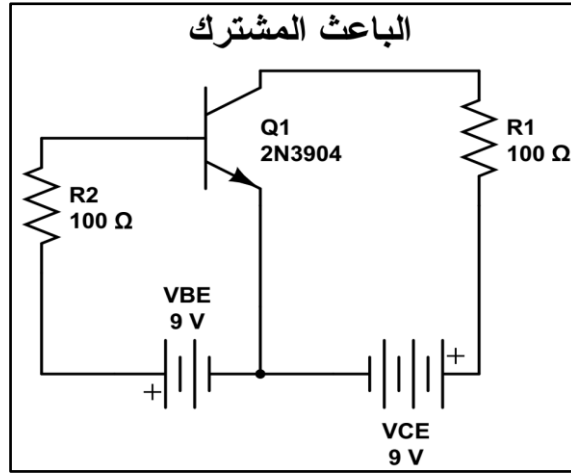 الباعث المشترك
Q1
2N3904
R1
100 Ω
R2
100 Ω
VBE
9 V
+
+
VCE
9 V